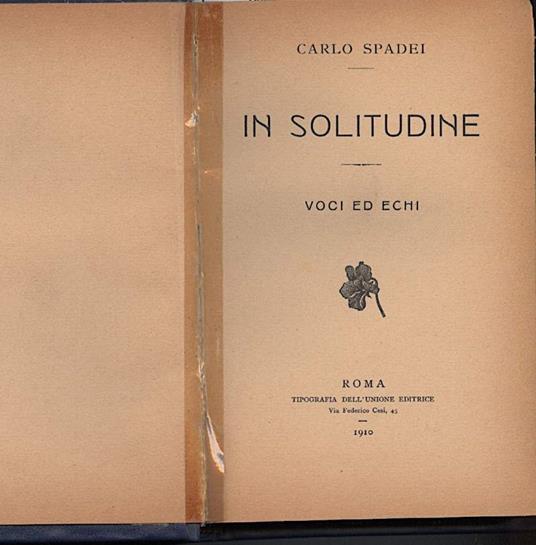 CARLO SPADEI
IN SOLITUDINE
VOCI ED ECHI
ROMA
TIPOGRAFIA DELL'UNIONE EDITRICE
Via Federico Cesi, 45
1910